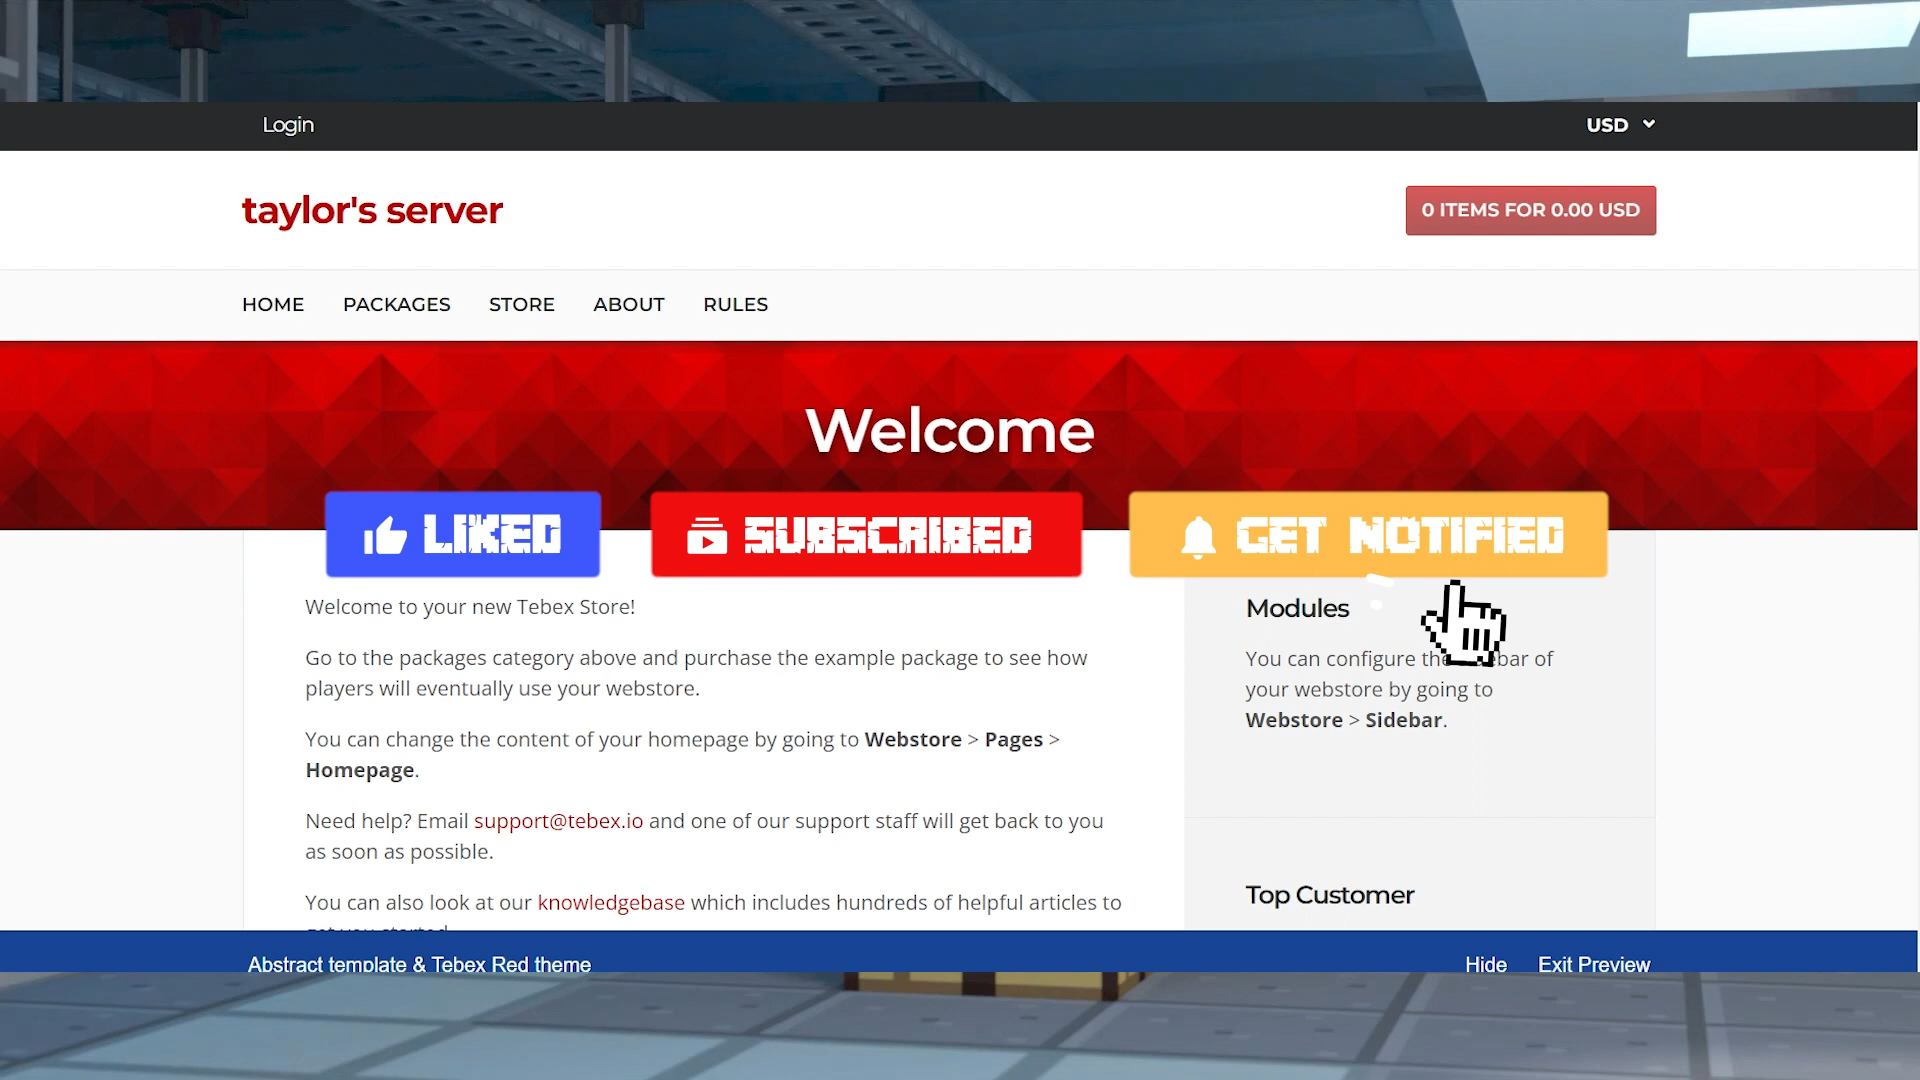 Login
USD
taylor's server
0 ITEMS FOR 0.00 USD
HOME PACKAGES STORE ABOUT RULES
Welcome
LIKED
SUBSCRIBED
GET NOTIFIED
Welcome to your new Tebex Store!
Go to the packages category above and purchase the example package to see how
players will eventually use your webstore.
You can change the content of your homepage by going to Webstore > Pages >
Homepage.
Need help? Email support@tebex.io and one of our support staff will get back to you
as soon as possible.
You can also look at our knowledgebase which includes hundreds of helpful articles to
Modules
You can configure the bar of
your webstore by going to
Webstore > Sidebar.
Top Customer
Abstract template & Tebex Red theme
Hide
Exit Preview